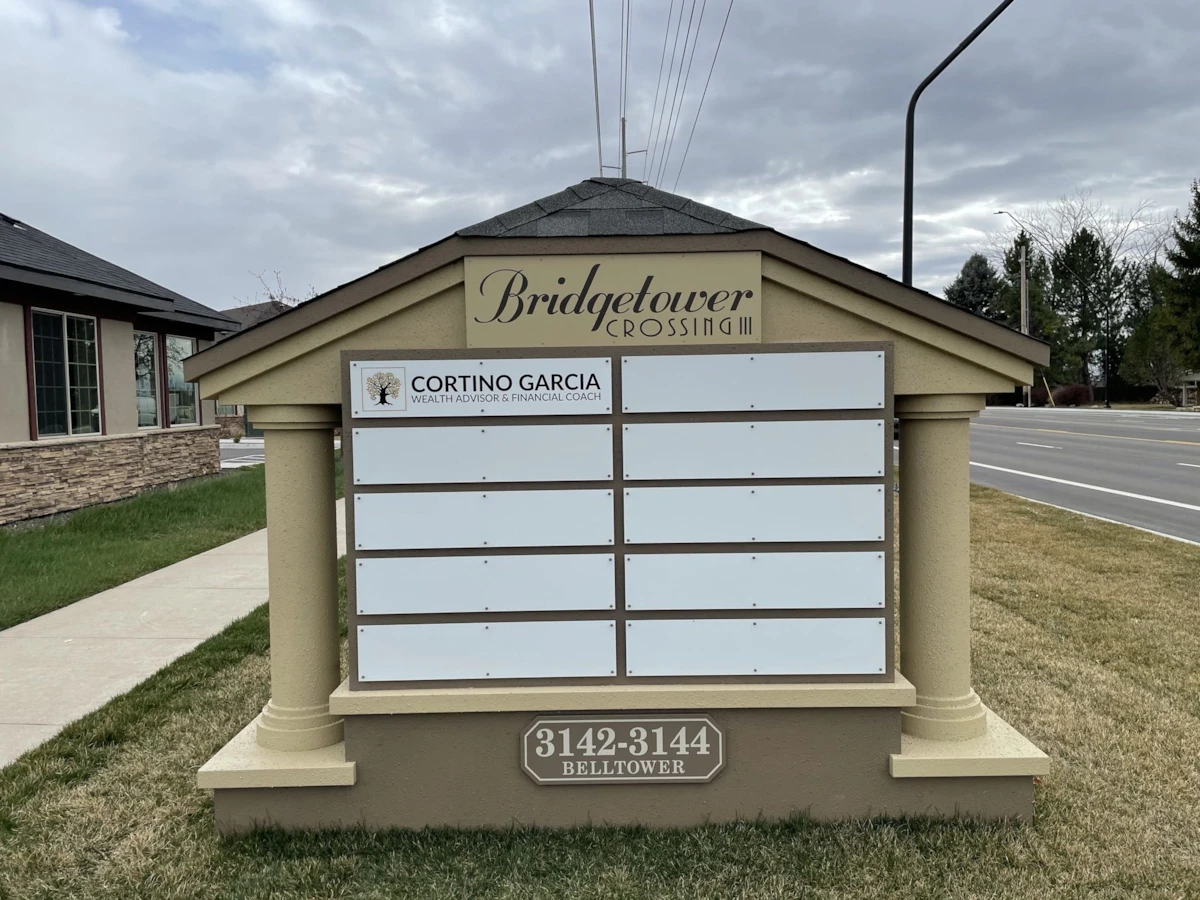 Bridgetower
CROSSING III
CORTINO GARCIA
WEALTH ADVISOR & FINANCIAL COACH
3142-3144
BELLTOWER